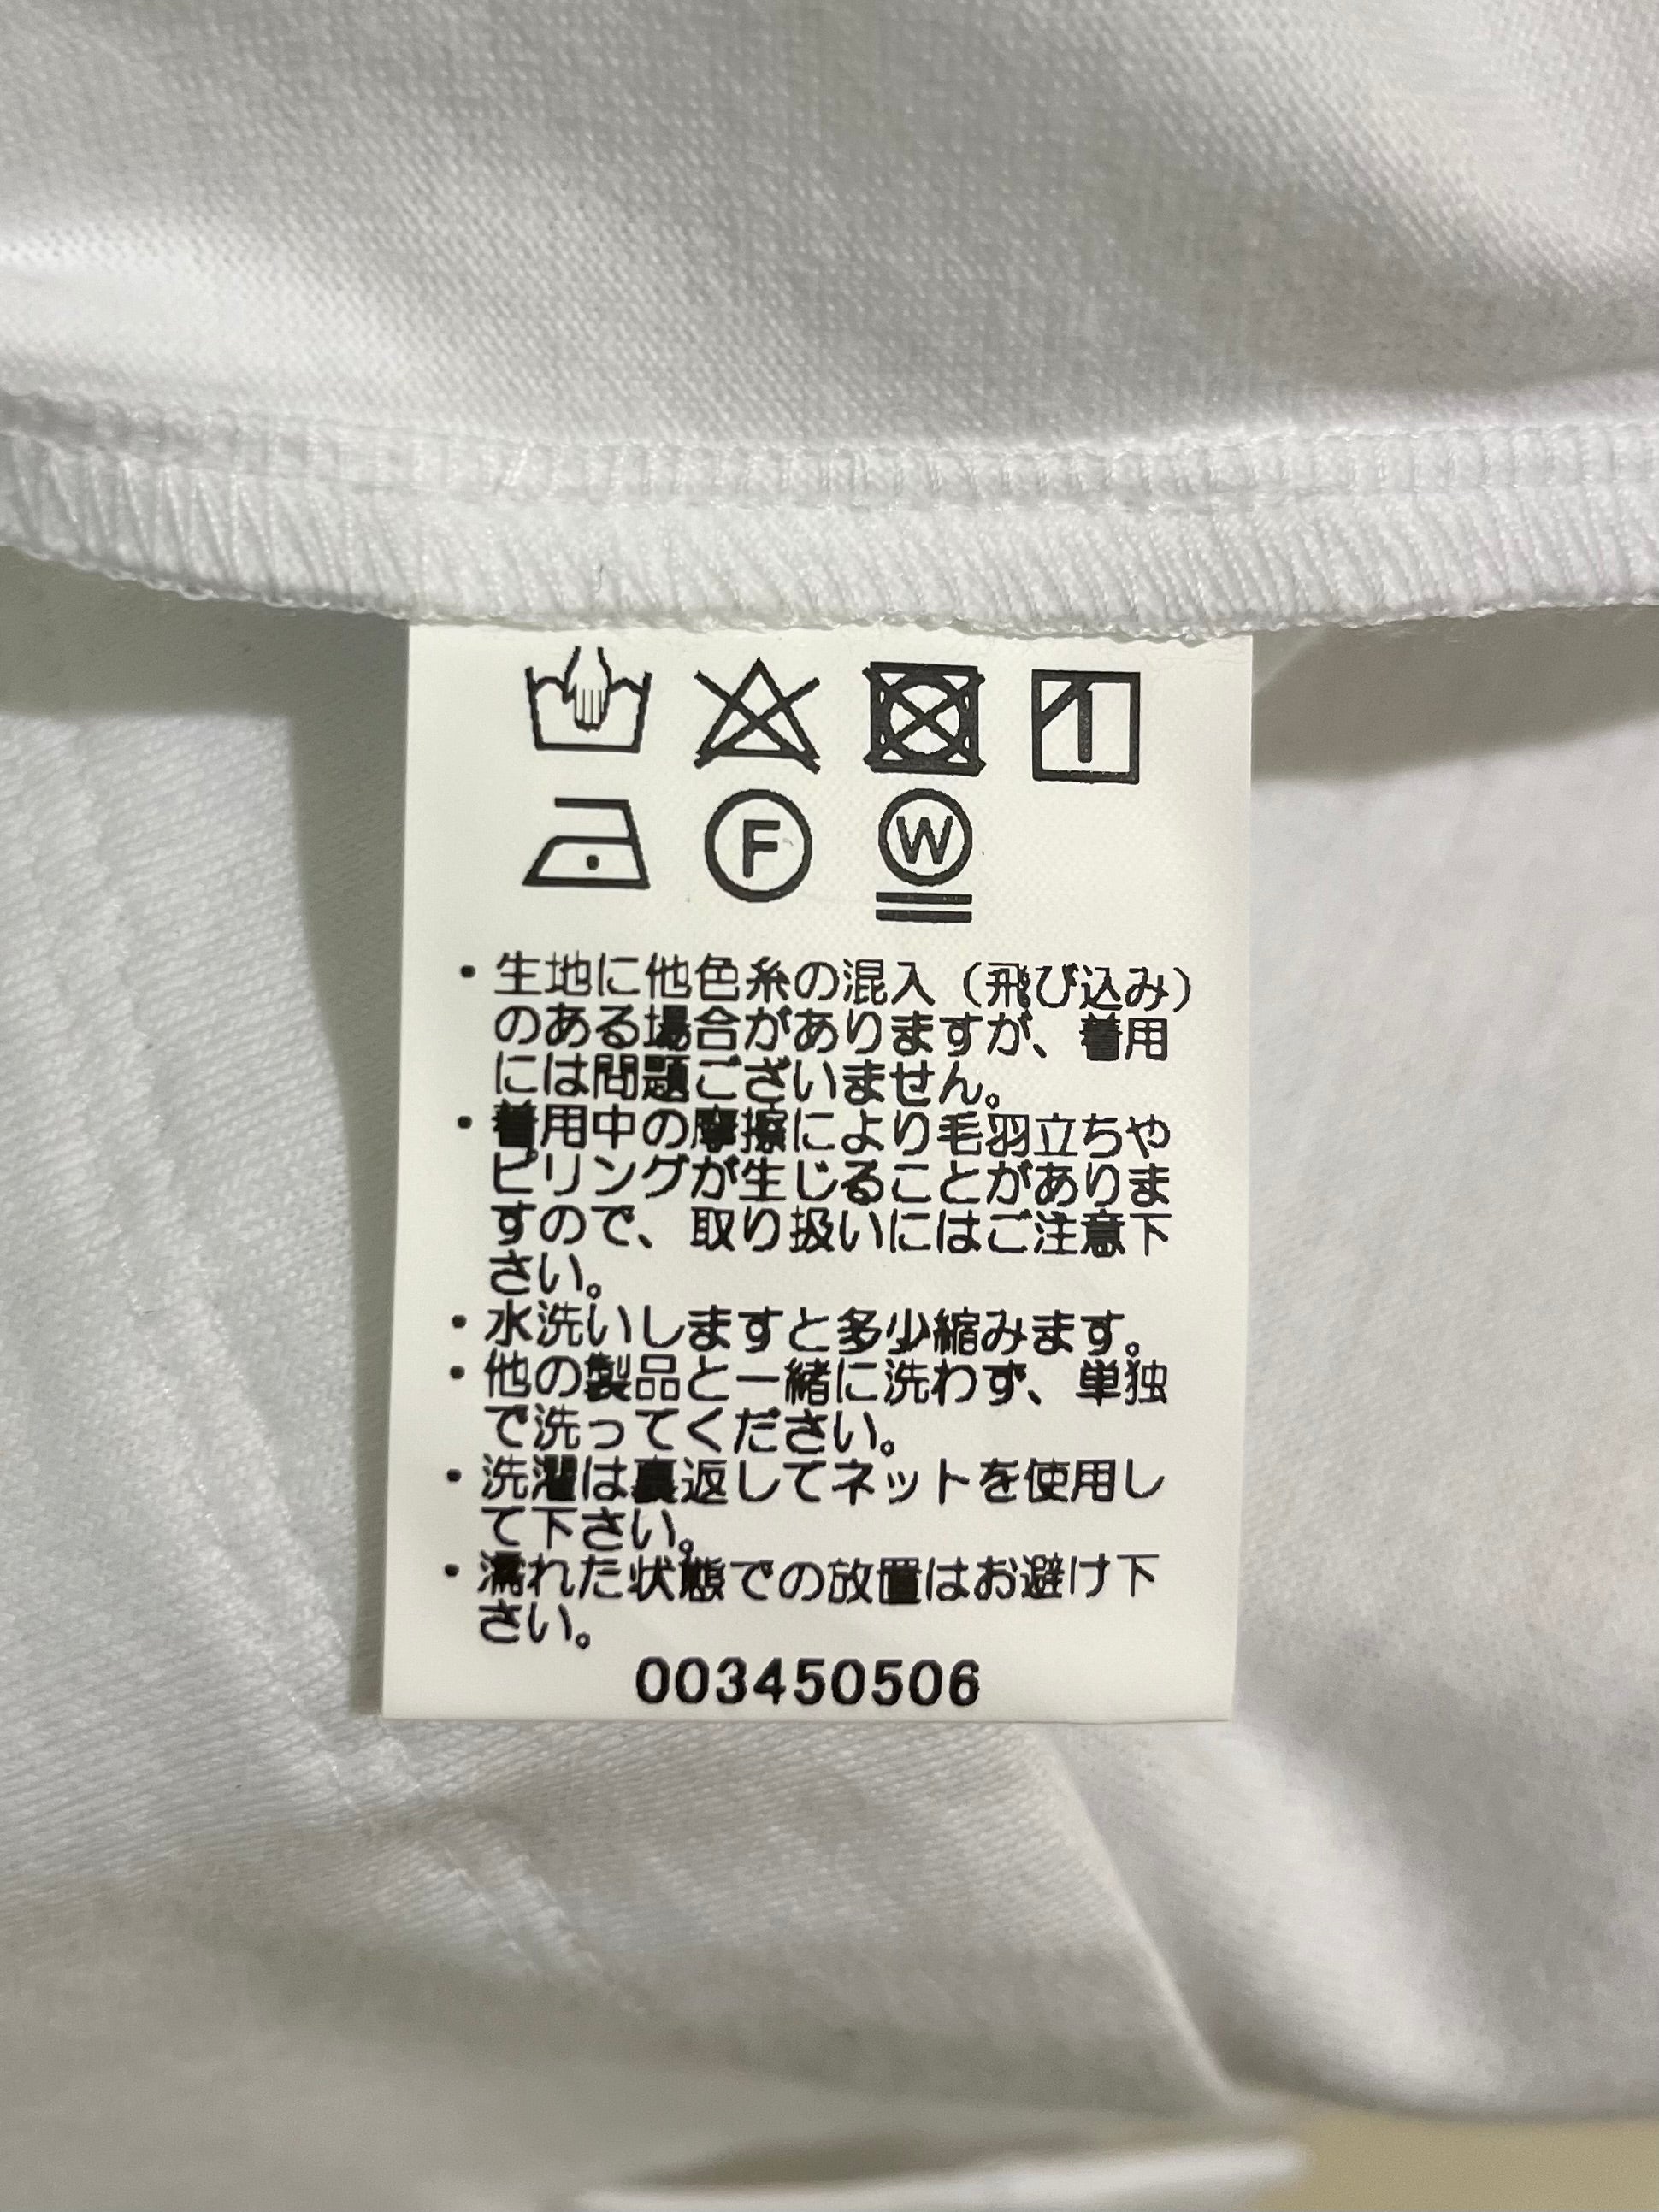 F W
・生地に他色糸の混入（飛び込み）
のある場合がありますが、着用
には問題ございません。
・着用中の摩擦により毛羽立ちや
ピリングが生じることがありま
すので、取り扱いにはご注意下
さい。
・水洗いしますと多少縮みます。
・他の製品と一緒に洗わず、単独
で洗ってください。
・洗濯は裏返してネットを使用し
て下さい。
・濡れた状態での放置はお避け下
さい。
003450506